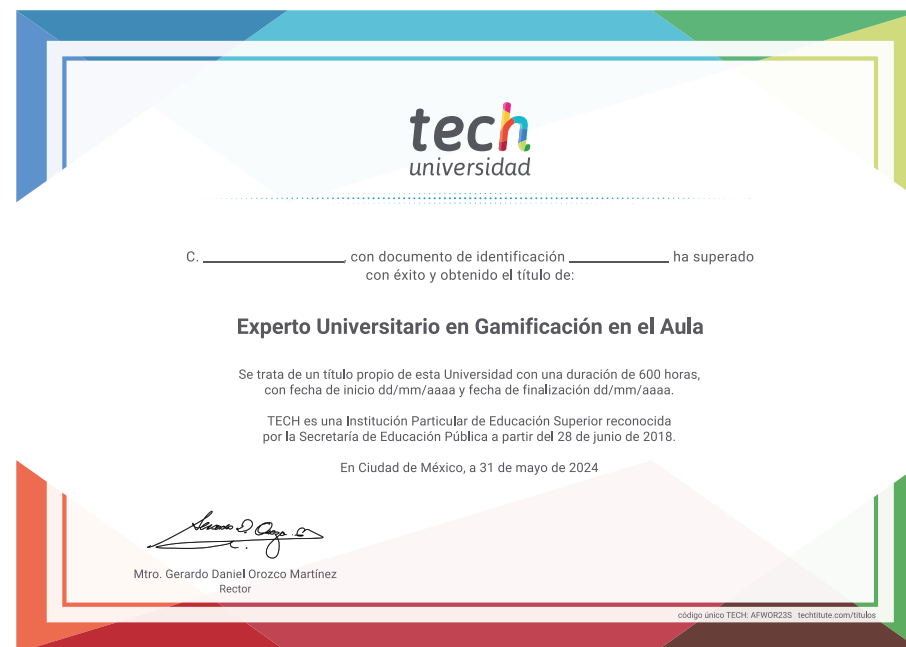 tech
universidad
C. ____________________, con documento de identificación ______________ ha superado
con éxito y obtenido el título de:
Experto Universitario en Gamificación en el Aula
Se trata de un título propio de esta Universidad con una duración de 600 horas,
con fecha de inicio dd/mm/aaaa y fecha de finalización dd/mm/aaaa.
TECH es una Institución Particular de Educación Superior reconocida
por la Secretaría de Educación Pública a partir del 28 de junio de 2018.
En Ciudad de México, a 31 de mayo de 2024
Mtro. Gerardo Daniel Orozco Martínez
Rector
código único TECH: AFWOR23S techtitute.com/titulos